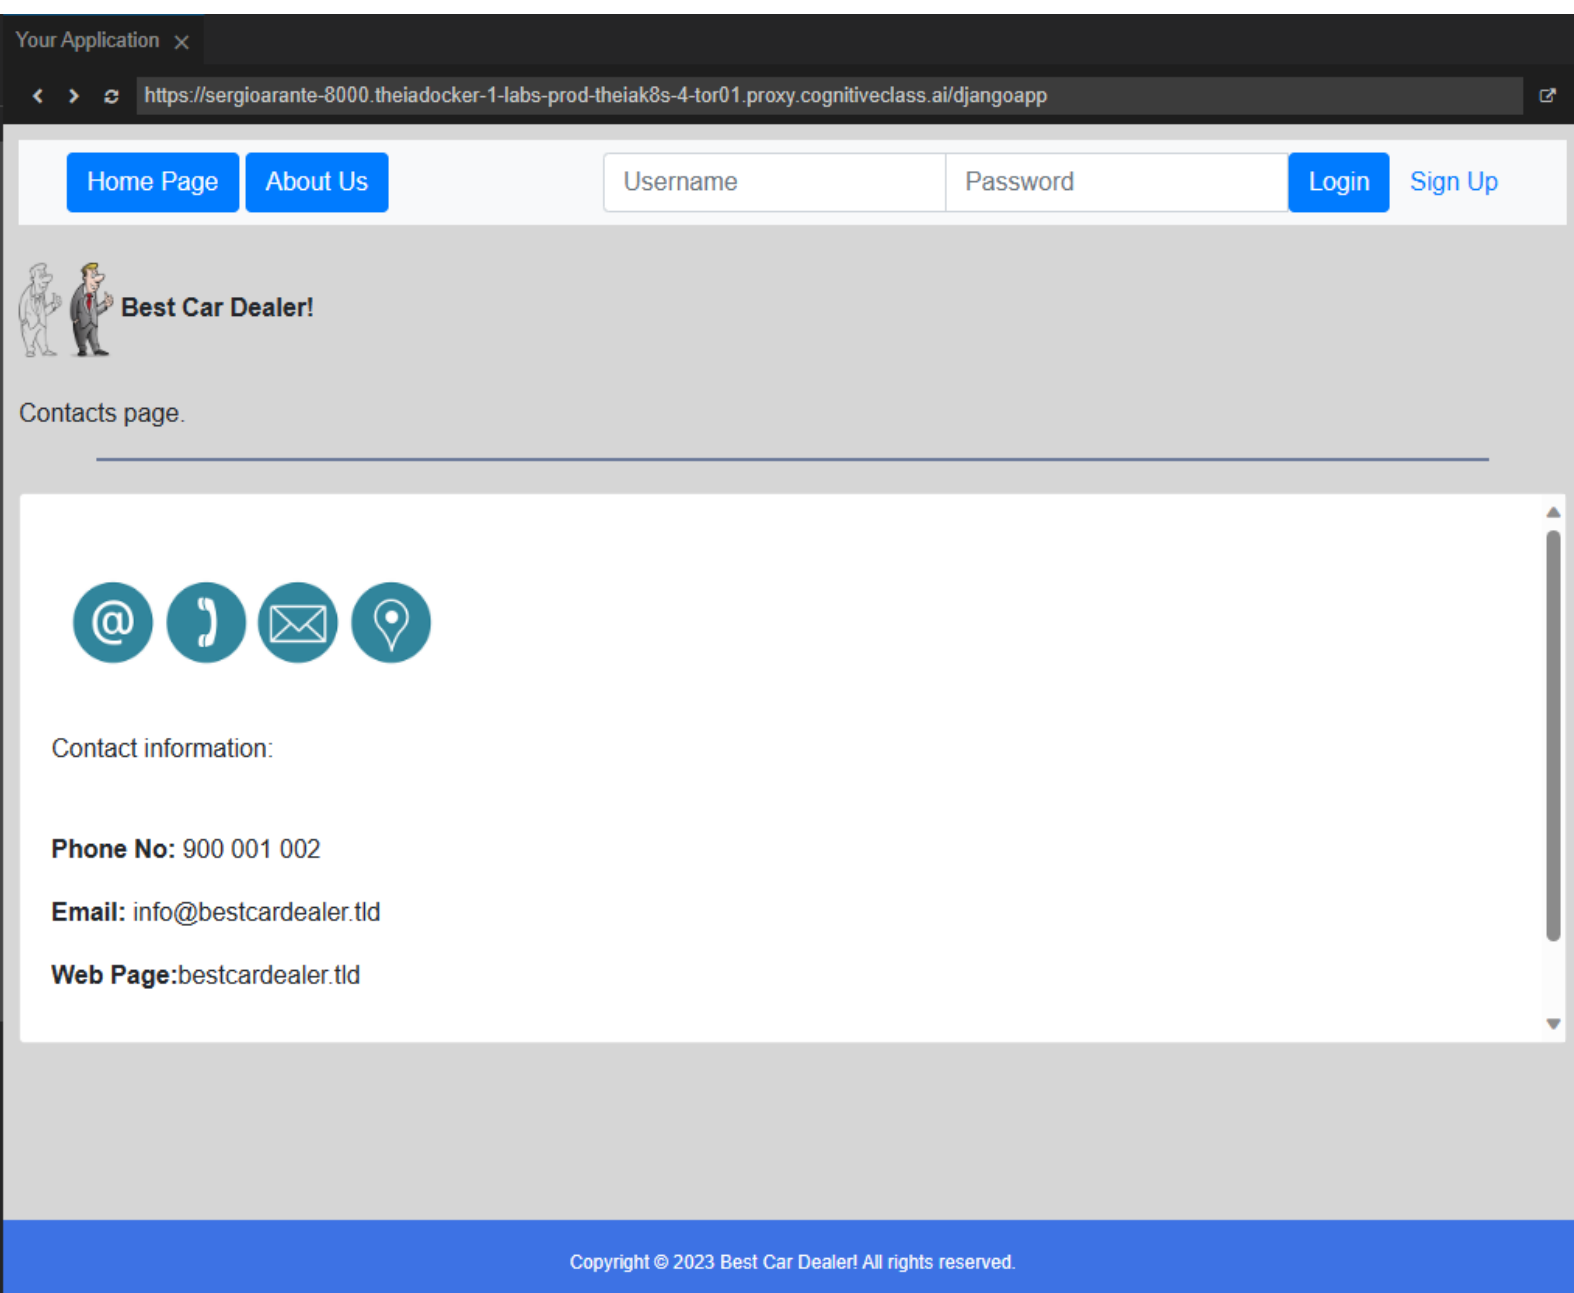 Your Application
https://sergioarante-8000.theiadocker-1-labs-prod-theiak8s-4-tor01.proxy.cognitiveclass.ai/djangoapp
Home Page About Us Username Password Login Sign Up
Best Car Dealer!
Contacts page.
@
Contact information:
Phone No: 900 001 002
Email: info@bestcardealer.tld
Web Page:bestcardealer.tld
Copyright © 2023 Best Car Dealer! All rights reserved.